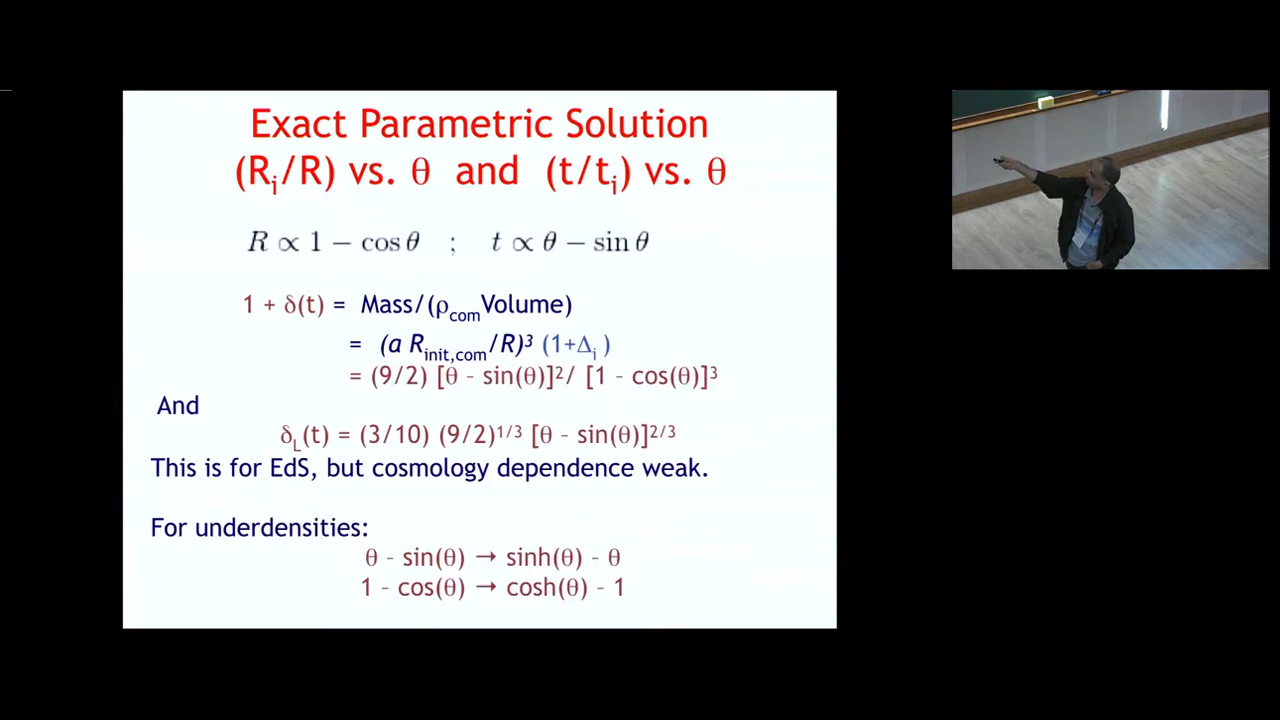 Exact Parametric Solution
(Ri/R) vs. θ and (t/ti) vs. θ
R ∝ 1 − cos θ ; t ∝ θ − sin θ
1 + δ(t) = Mass/(ρcomVolume)
= (a Rinit,com/R)³ (1+Δi )
= (9/2) [θ – sin(θ)]²/ [1 – cos(θ)]³
And
δL(t) = (3/10) (9/2)1/3 [θ – sin(θ)]2/3
This is for EdS, but cosmology dependence weak.
For underdensities:
θ – sin(θ) → sinh(θ) – θ
1 – cos(θ) → cosh(θ) – 1